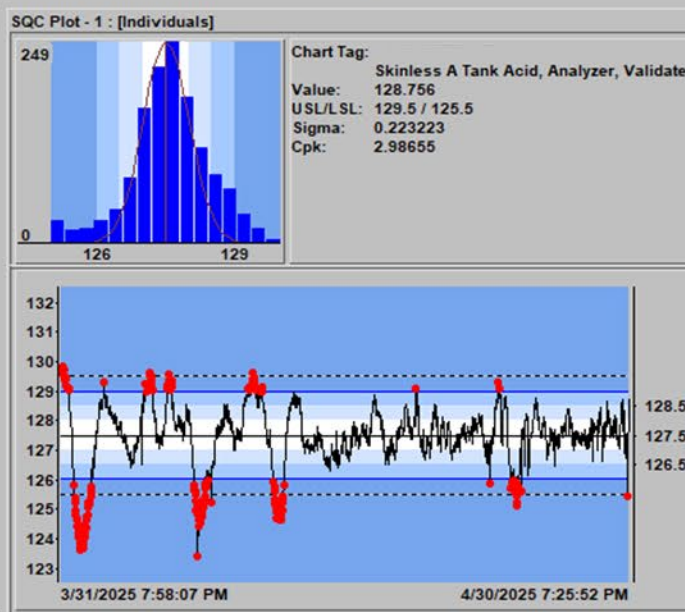 SQC Plot - 1 : [Individuals]
249
0
126 129
Chart Tag:
Skinless A Tank Acid, Analyzer, Validate
Value: 128.756
USL/LSL: 129.5 / 125.5
Sigma: 0.223223
Cpk: 2.98655
132
131
130
129
128
127
126
125
124
123
128.5
127.5
126.5
3/31/2025 7:58:07 PM 4/30/2025 7:25:52 PM